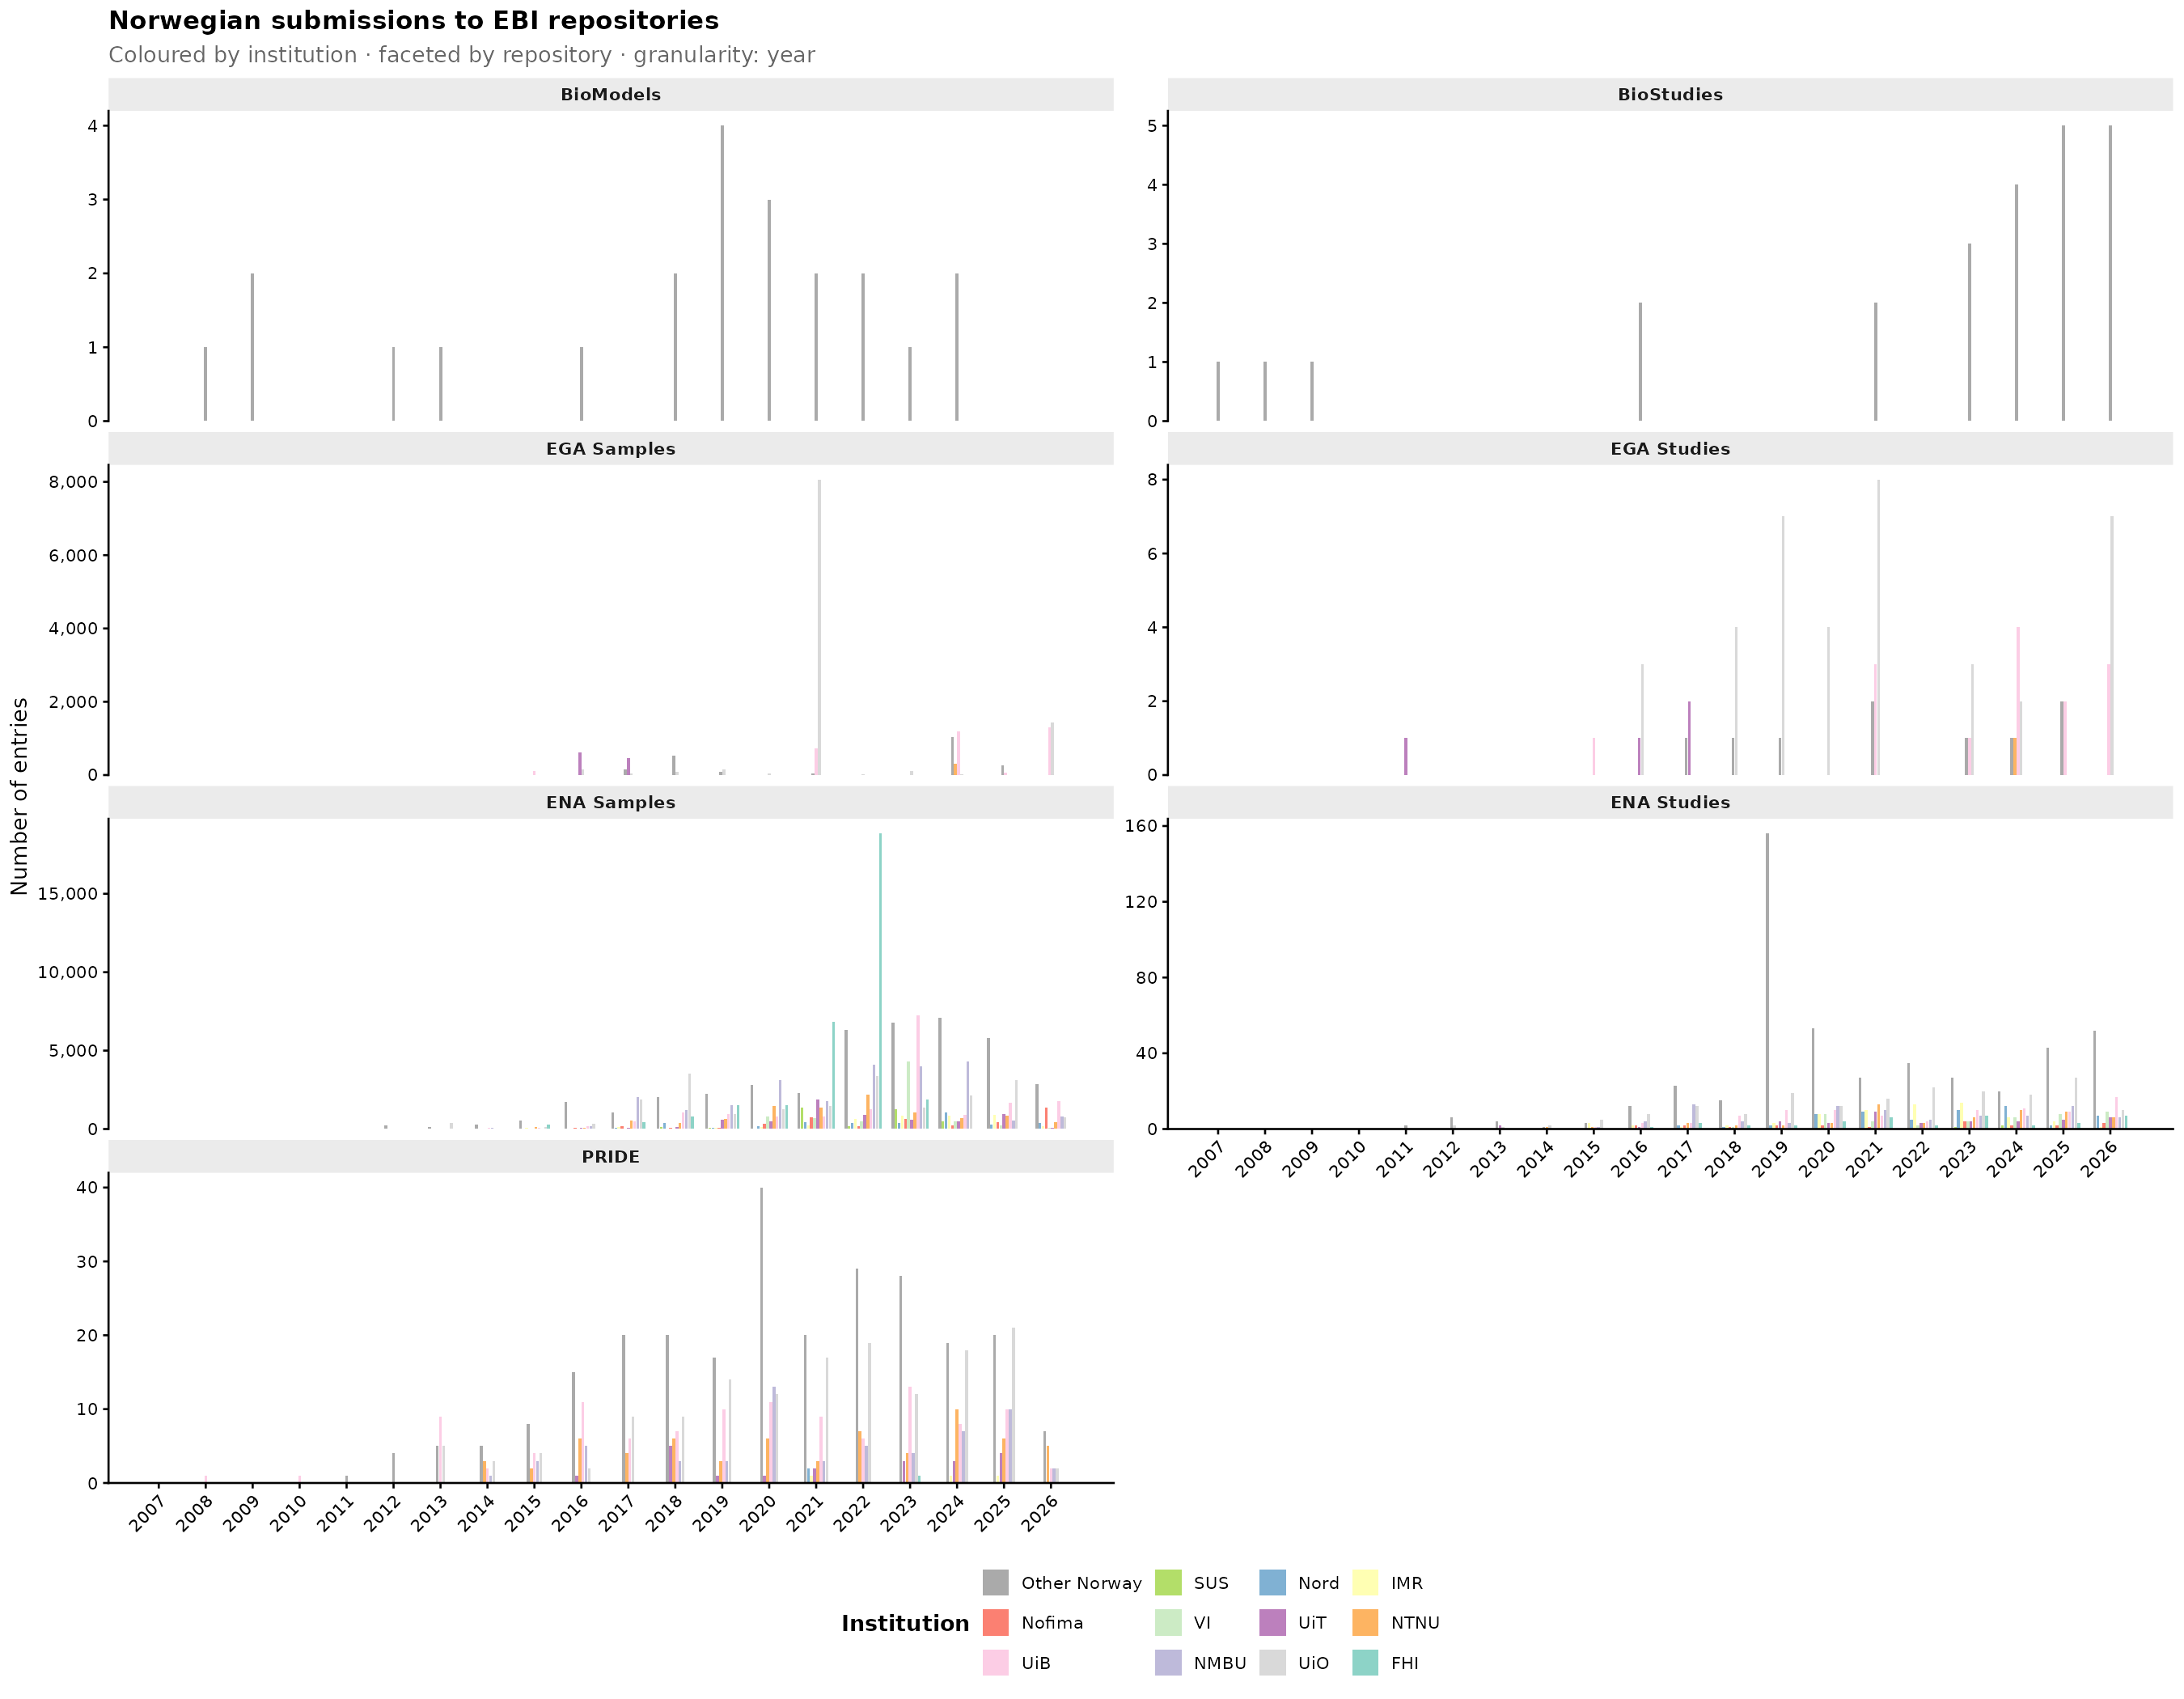 Norwegian submissions to EBI repositories
Coloured by institution · faceted by repository · granularity: year
BioModels
BioStudies
4
3
2
1
0
5
4
3
2
1
0
EGA Samples
EGA Studies
8,000
6,000
4,000
2,000
0
8
6
4
2
0
Number of entries
ENA Samples
ENA Studies
15,000
10,000
5,000
0
160
120
80
40
0
2007 2008 2009 2010 2011 2012 2013 2014 2015 2016 2017 2018 2019 2020 2021 2022 2023 2024 2025 2026
PRIDE
40
30
20
10
0
2007 2008 2009 2010 2011 2012 2013 2014 2015 2016 2017 2018 2019 2020 2021 2022 2023 2024 2025 2026
Institution
Other Norway SUS Nord IMR
Nofima VI UiT NTNU
UiB NMBU UiO FHI